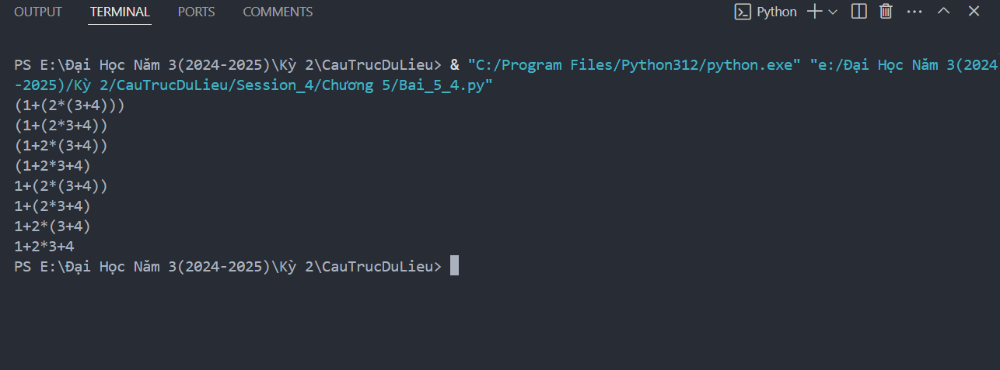 OUTPUT TERMINAL PORTS COMMENTS Python
PS E:\Đại Học Năm 3(2024-2025)\Kỳ 2\CauTrucDuLieu> & "C:/Program Files/Python312/python.exe" "e:/Đại Học Năm 3(2024
-2025)/Kỳ 2/CauTrucDuLieu/Session_4/Chương 5/Bai_5_4.py"
(1+(2*(3+4)))
(1+(2*3+4))
(1+2*(3+4))
(1+2*3+4)
1+(2*(3+4))
1+(2*3+4)
1+2*(3+4)
1+2*3+4
PS E:\Đại Học Năm 3(2024-2025)\Kỳ 2\CauTrucDuLieu>